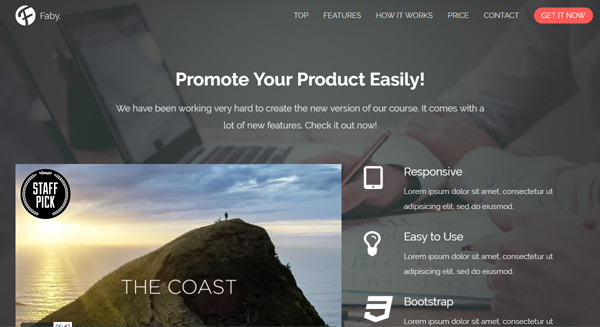 Faby.
TOP
FEATURES
HOW IT WORKS
PRICE
CONTACT
GET IT NOW
Promote Your Product Easily!
We have been working very hard to create the new version of our course. It comes with a
lot of new features. Check it out now!
vimeo
STAFF
PICK
THE COAST
06:43
Responsive
Lorem ipsum dolor sit amet, consectetur ut
adipisicing elit, sed do eiusmod.
Easy to Use
Lorem ipsum dolor sit amet, consectetur ut
adipisicing elit, sed do eiusmod.
Bootstrap
Lorem ipsum dolor sit amet, consectetur ut